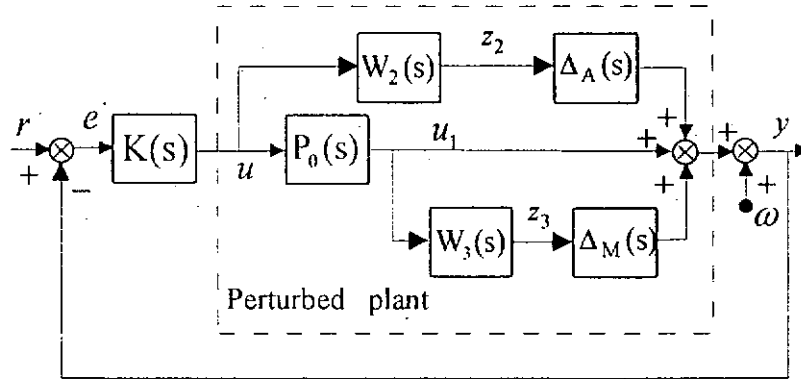 z₂
W₂(s)
Δ_A(s)
r
e
+
K(s)
u
P₀(s)
u₁
+
+
+
+
y
−
z₃
W₃(s)
Δ_M(s)
+
ω
Perturbed plant